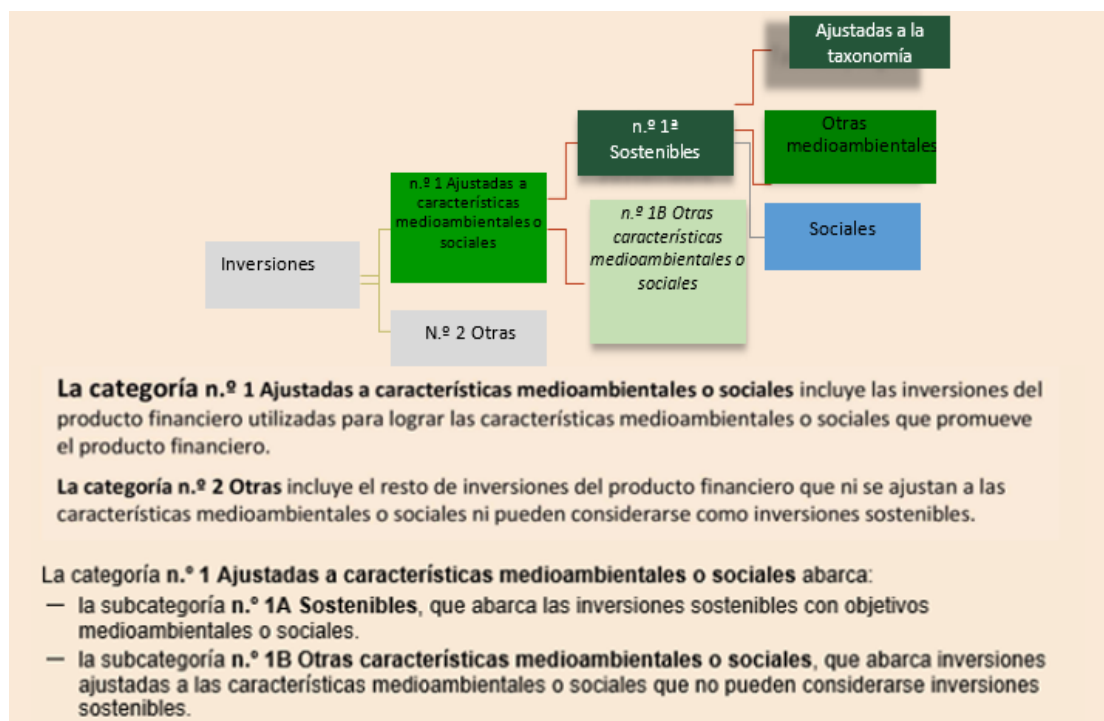 Ajustadas a la
taxonomía
n.º 1ª
Sostenibles
Otras
medioambientales
n.º 1 Ajustadas a
características
medioambientales o
sociales
n.º 1B Otras
características
medioambientales o
sociales
Sociales
Inversiones
N.º 2 Otras
La categoría n.º 1 Ajustadas a características medioambientales o sociales incluye las inversiones del
producto financiero utilizadas para lograr las características medioambientales o sociales que promueve
el producto financiero.
La categoría n.º 2 Otras incluye el resto de inversiones del producto financiero que ni se ajustan a las
características medioambientales o sociales ni pueden considerarse como inversiones sostenibles.
La categoría n.º 1 Ajustadas a características medioambientales o sociales abarca:
— la subcategoría n.º 1A Sostenibles, que abarca las inversiones sostenibles con objetivos
medioambientales o sociales.
— la subcategoría n.º 1B Otras características medioambientales o sociales, que abarca inversiones
ajustadas a las características medioambientales o sociales que no pueden considerarse inversiones
sostenibles.